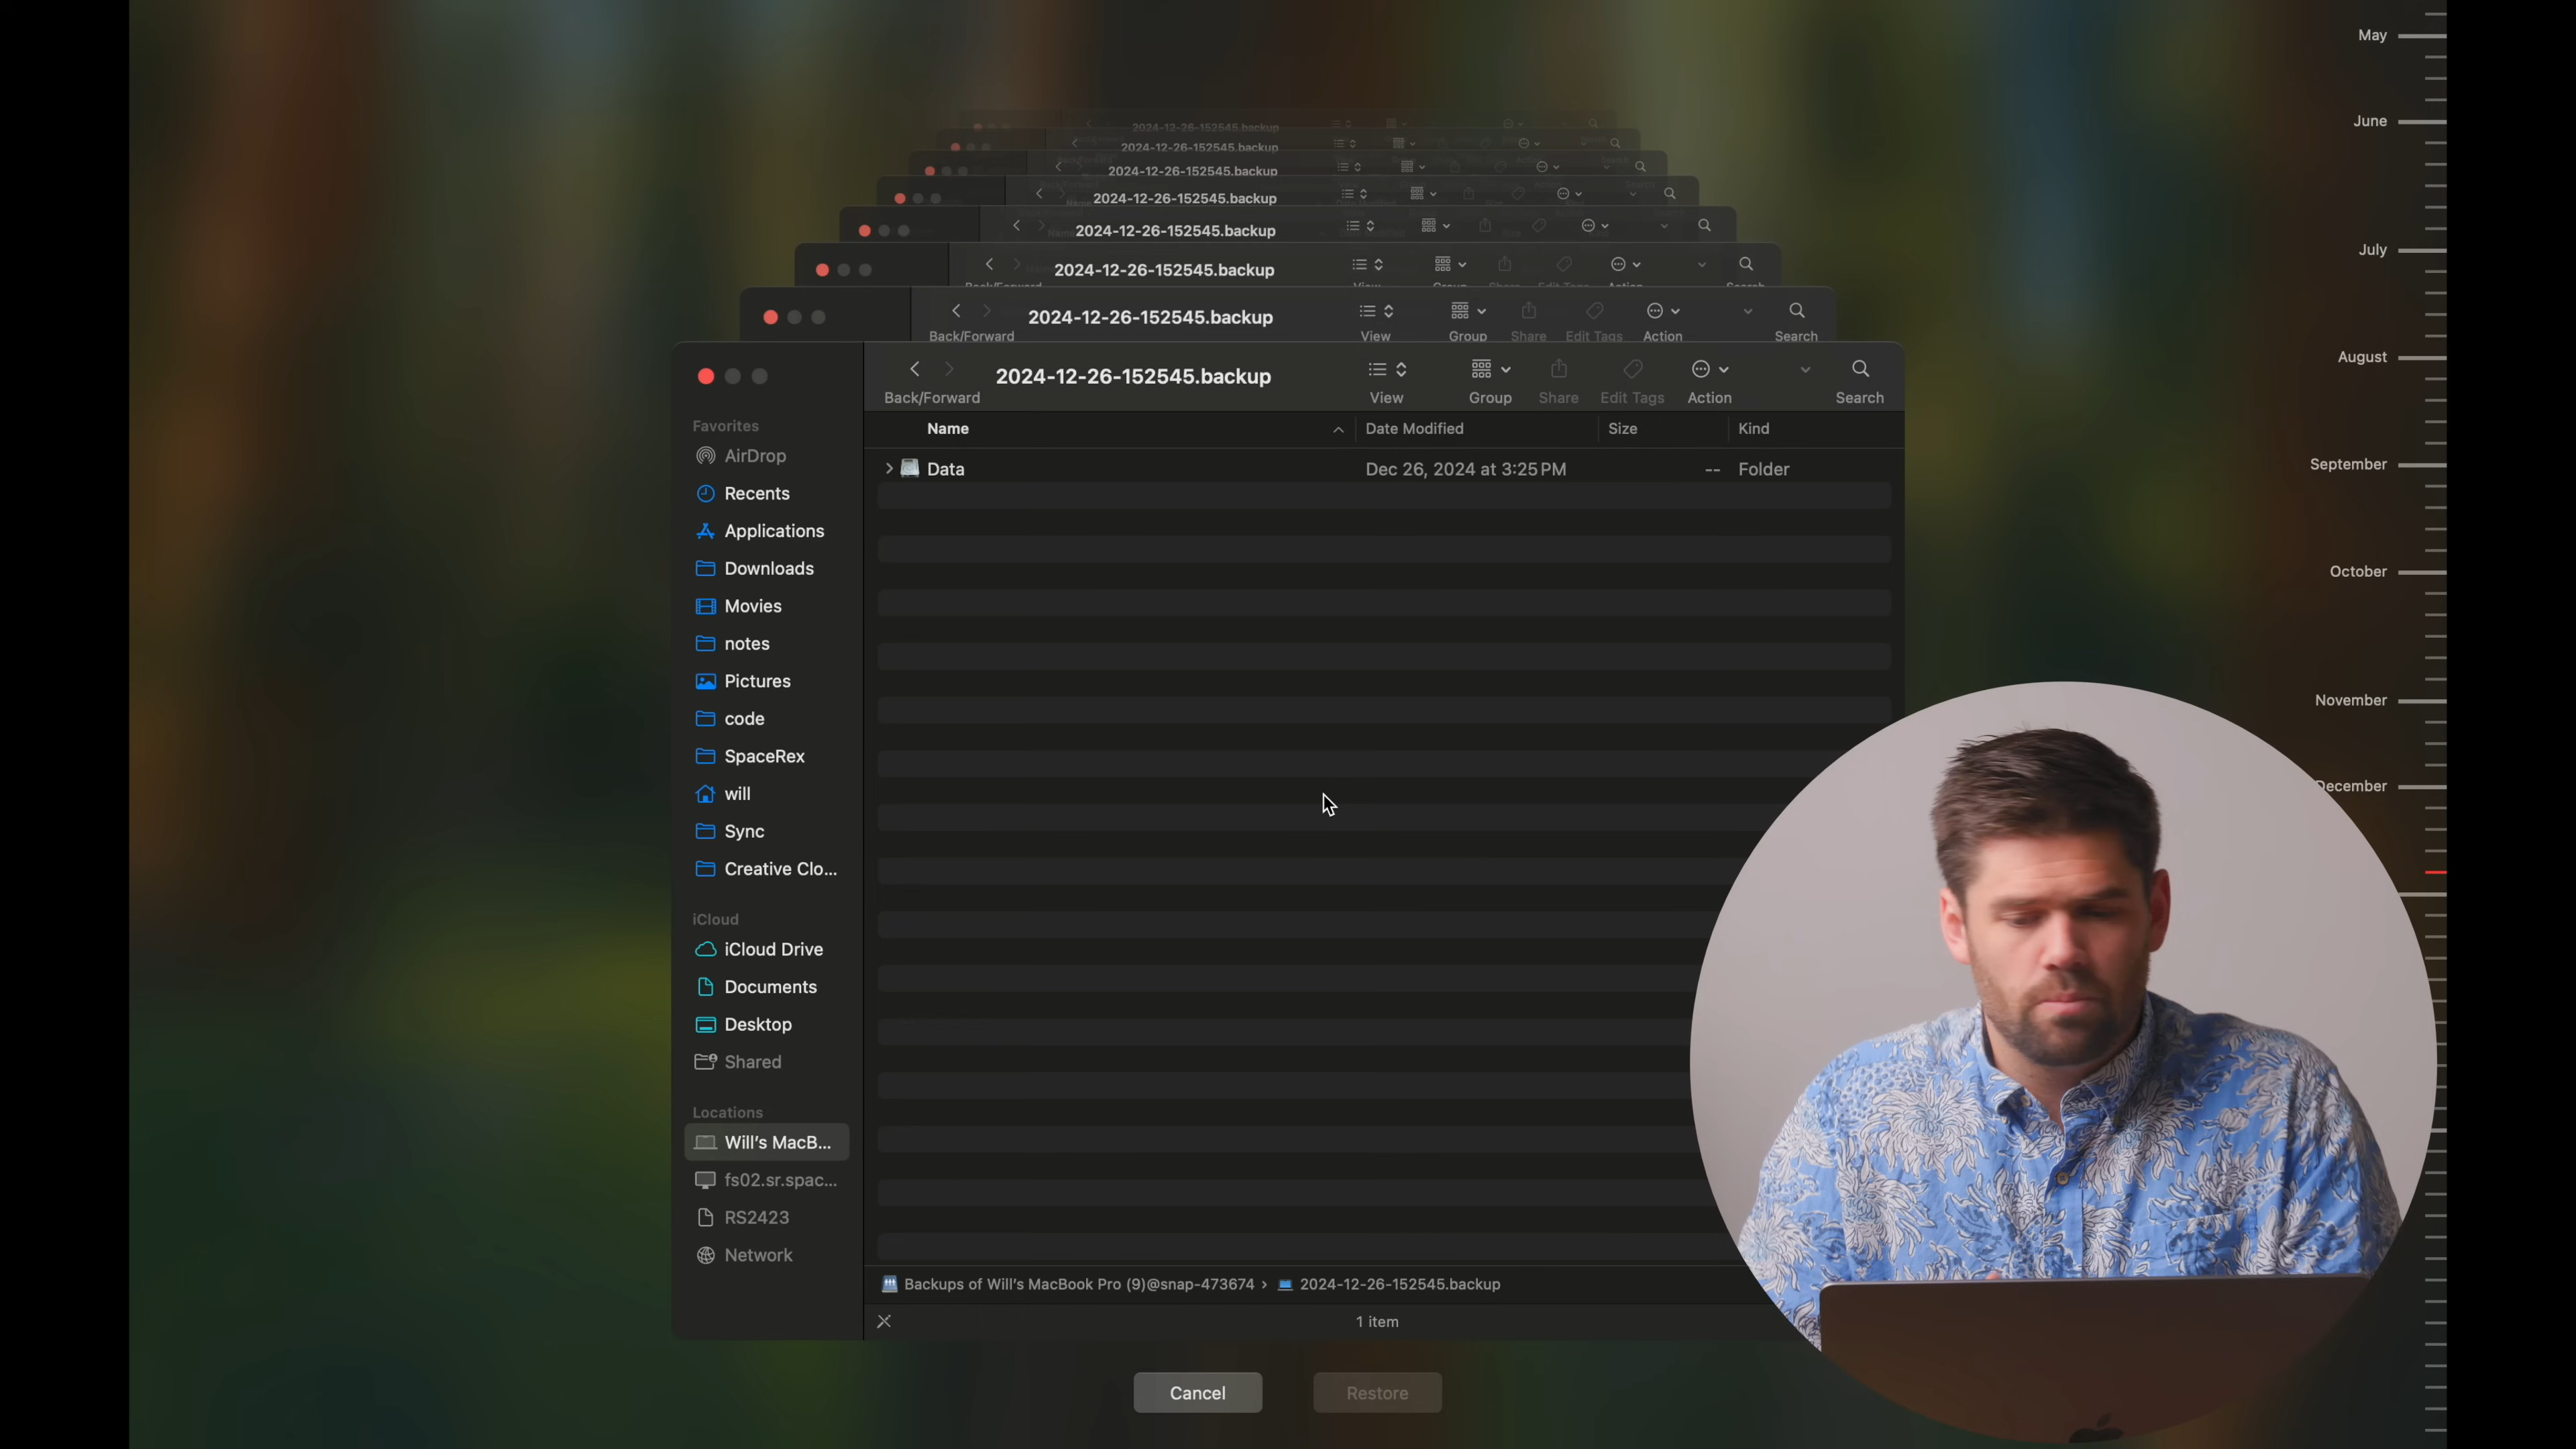 May
June
July
August
September
October
November
December
2024-12-26-152545.backup
2024-12-26-152545.backup
2024-12-26-152545.backup
2024-12-26-152545.backup
2024-12-26-152545.backup
2024-12-26-152545.backup
2024-12-26-152545.backup
Back/Forward View Group Share Edit Tags Action Search
2024-12-26-152545.backup
Back/Forward View Group Share Edit Tags Action Search
Name Date Modified Size Kind
Data Dec 26, 2024 at 3:25 PM -- Folder
Favorites
AirDrop
Recents
Applications
Downloads
Movies
notes
Pictures
code
SpaceRex
will
Sync
Creative Clo...
iCloud
iCloud Drive
Documents
Desktop
Shared
Locations
Will's MacB...
fs02.sr.spac...
RS2423
Network
Backups of Will's MacBook Pro (9)@snap-473674 › 2024-12-26-152545.backup
1 item
Cancel Restore